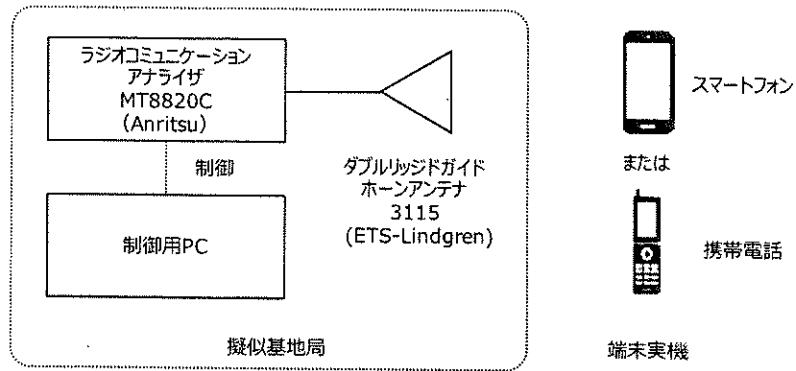 ラジオコミュニケーション
アナライザ
MT8820C
(Anritsu)
制御
制御用PC
ダブルリッジドガイド
ホーンアンテナ
3115
(ETS-Lindgren)
擬似基地局
スマートフォン
または
携帯電話
端末実機